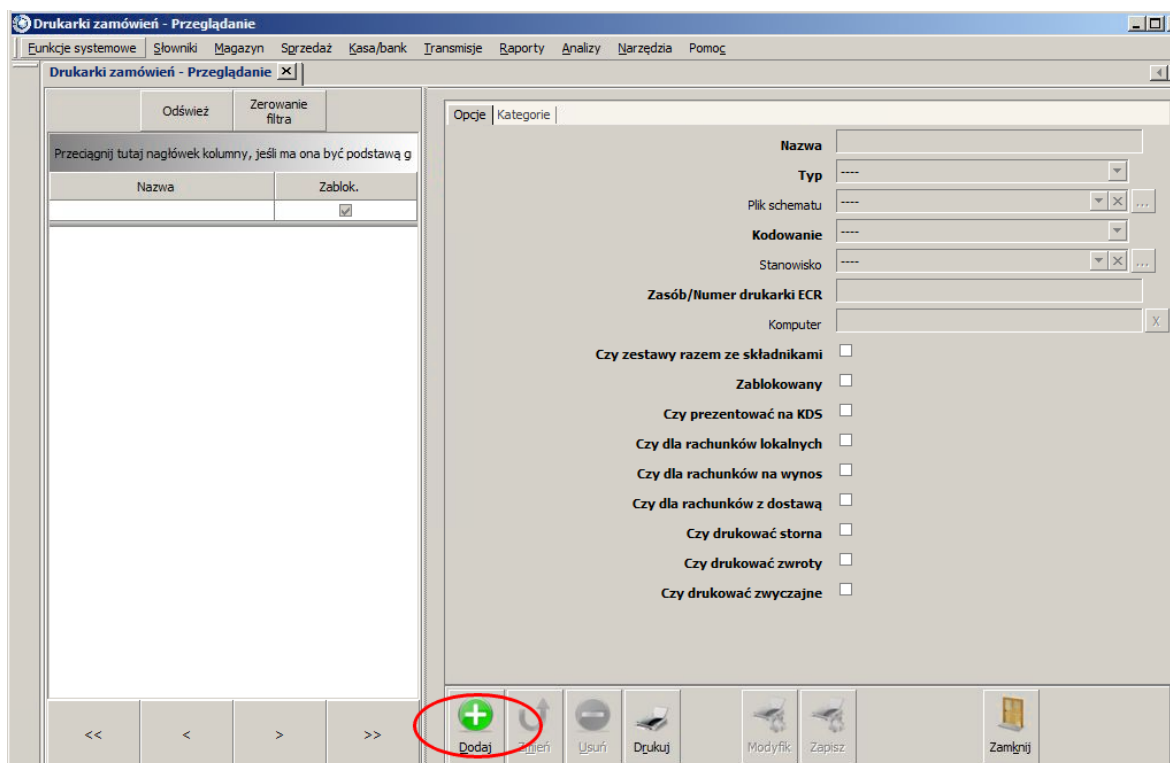 Drukarki zamówień - Przeglądanie
Funkcje systemowe Słowniki Magazyn Sprzedaż Kasa/bank Transmisje Raporty Analizy Narzędzia Pomoc
Drukarki zamówień - Przeglądanie
Odśwież
Zerowanie
filtra
Przeciągnij tutaj nagłówek kolumny, jeśli ma ona być podstawą g
Nazwa Zablok.
Opcje Kategorie
Nazwa
Typ ----
Plik schematu ---- ...
Kodowanie ----
Stanowisko ---- ...
Zasób/Numer drukarki ECR
Komputer X
Czy zestawy razem ze składnikami
Zablokowany
Czy prezentować na KDS
Czy dla rachunków lokalnych
Czy dla rachunków na wynos
Czy dla rachunków z dostawą
Czy drukować storna
Czy drukować zwroty
Czy drukować zwyczajne
<< < > >>
Dodaj Zmień Usuń Drukuj Modyfik Zapisz Zamknij